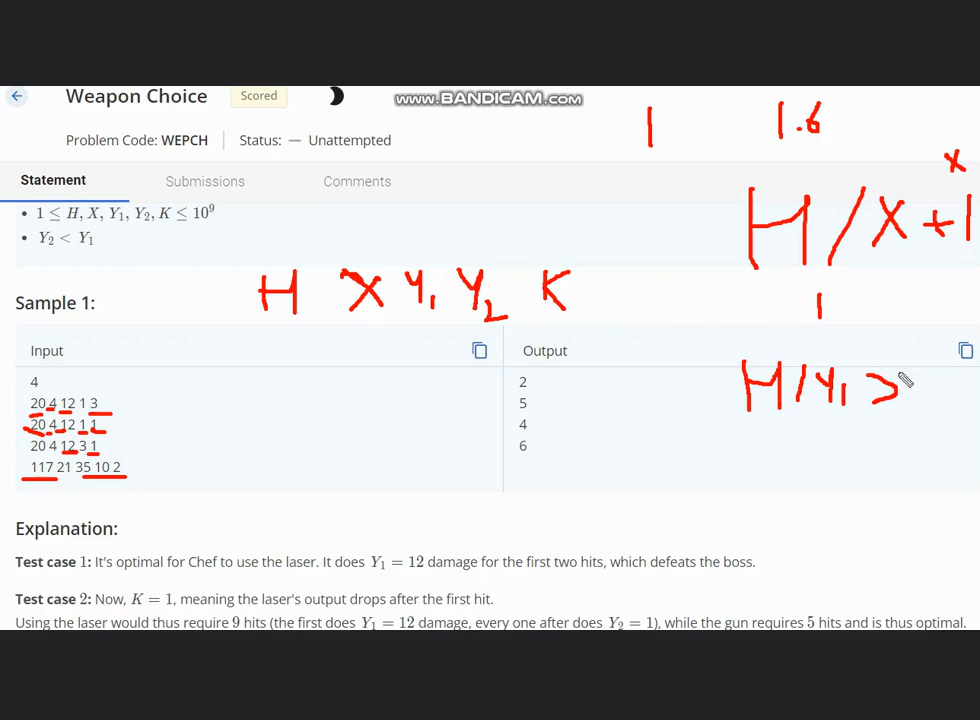 Weapon Choice Scored
www.BANDICAM.com
1 1.6
Problem Code: WEPCH Status: — Unattempted
x
Statement Submissions Comments
H/X+1
• 1 ≤ H, X, Y₁, Y₂, K ≤ 10⁹
• Y₂ < Y₁
H X Y₁ Y₂ K
Sample 1:
1
Input Output
H/Y₁ >
4
20 4 12 1 3
20 4 12 1 1
20 4 12 3 1
117 21 35 10 2
2
5
4
6
Explanation:
Test case 1: It's optimal for Chef to use the laser. It does Y₁ = 12 damage for the first two hits, which defeats the boss.
Test case 2: Now, K = 1, meaning the laser's output drops after the first hit.
Using the laser would thus require 9 hits (the first does Y₁ = 12 damage, every one after does Y₂ = 1), while the gun requires 5 hits and is thus optimal.